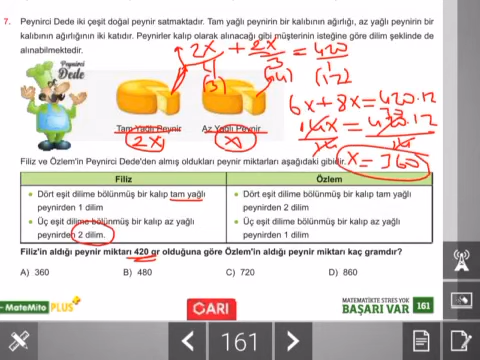 7. Peynirci Dede iki çeşit doğal peynir satmaktadır. Tam yağlı peynirin bir kalıbının ağırlığı, az yağlı peynirin bir
kalıbının ağırlığının iki katıdır. Peynirler kalıp olarak alınacağı gibi müşterinin isteğine göre dilim şeklinde de
alınabilmektedir.
Peynirci
Dede
2x/4 + 2x/3 = 420/1
(3) (4) (12)
6x + 8x = 420.12
14x = 420.12
14 14
x = 360
Tam Yağlı Peynir
Az Yağlı Peynir
2x
x
Filiz ve Özlem'in Peynirci Dede'den almış oldukları peynir miktarları aşağıdaki gibidir.
Filiz
Özlem
• Dört eşit dilime bölünmüş bir kalıp tam yağlı
peynirden 1 dilim
• Üç eşit dilime bölünmüş bir kalıp az yağlı
peynirden 2 dilim.
• Dört eşit dilime bölünmüş bir kalıp tam yağlı
peynirden 2 dilim
• Üç eşit dilime bölünmüş bir kalıp az yağlı
peynirden 1 dilim
Filiz'in aldığı peynir miktarı 420 gr olduğuna göre Özlem'in aldığı peynir miktarı kaç gramdır?
A) 360 B) 480 C) 720 D) 860
MateMito PLUS+
ÇARI
MATEMATİKTE STRES YOK
BAŞARI VAR 161
161